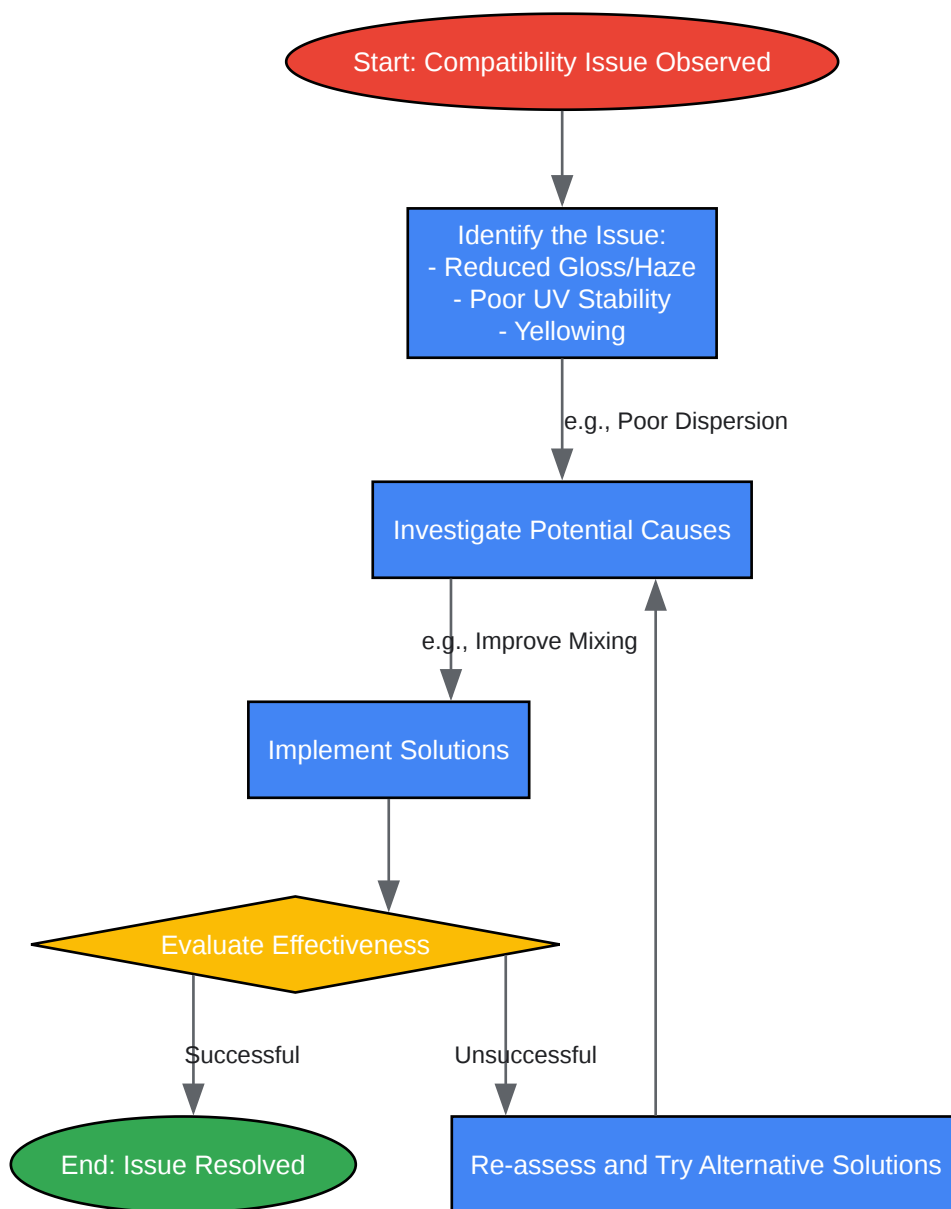 Start: Compatibility Issue Observed
Identify the Issue:
- Reduced Gloss/Haze
- Poor UV Stability
- Yellowing
e.g., Poor Dispersion
Investigate Potential Causes
e.g., Improve Mixing
Implement Solutions
Evaluate Effectiveness
Successful
Unsuccessful
End: Issue Resolved
Re-assess and Try Alternative Solutions